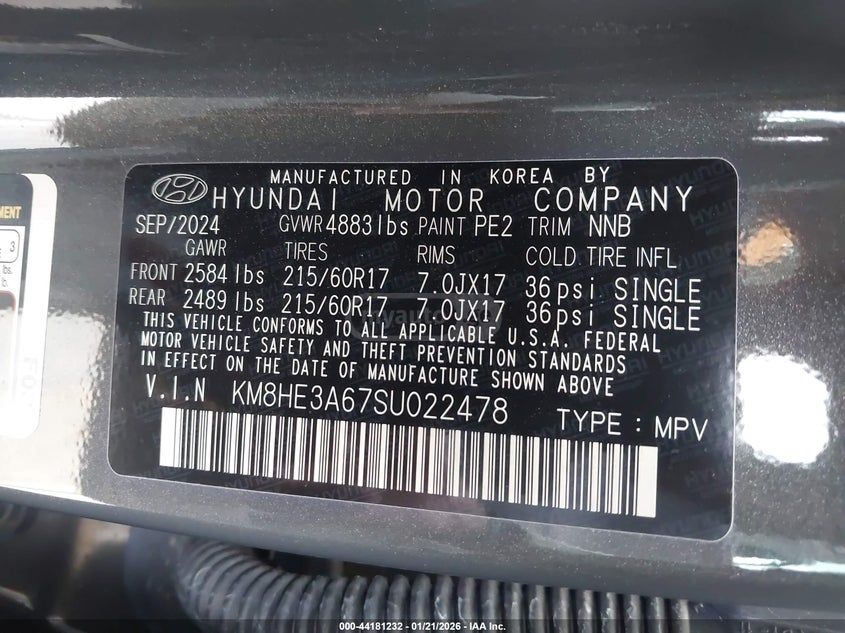 MANUFACTURED IN KOREA BY
HYUNDAI MOTOR COMPANY
SEP/2024 GVWR 4883lbs PAINT PE2 TRIM NNB
GAWR TIRES RIMS COLD TIRE INFL
FRONT 2584 lbs 215/60R17 7.0JX17 36psi SINGLE
REAR 2489 lbs 215/60R17 7.0JX17 36psi SINGLE
THIS VEHICLE CONFORMS TO ALL APPLICABLE U.S.A. FEDERAL
MOTOR VEHICLE SAFETY AND THEFT PREVENTION STANDARDS
IN EFFECT ON THE DATE OF MANUFACTURE SHOWN ABOVE
V.I.N KM8HE3A67SU022478 TYPE : MPV
3
lbs.
000-44181232 - 01/21/2026 - IAA Inc.